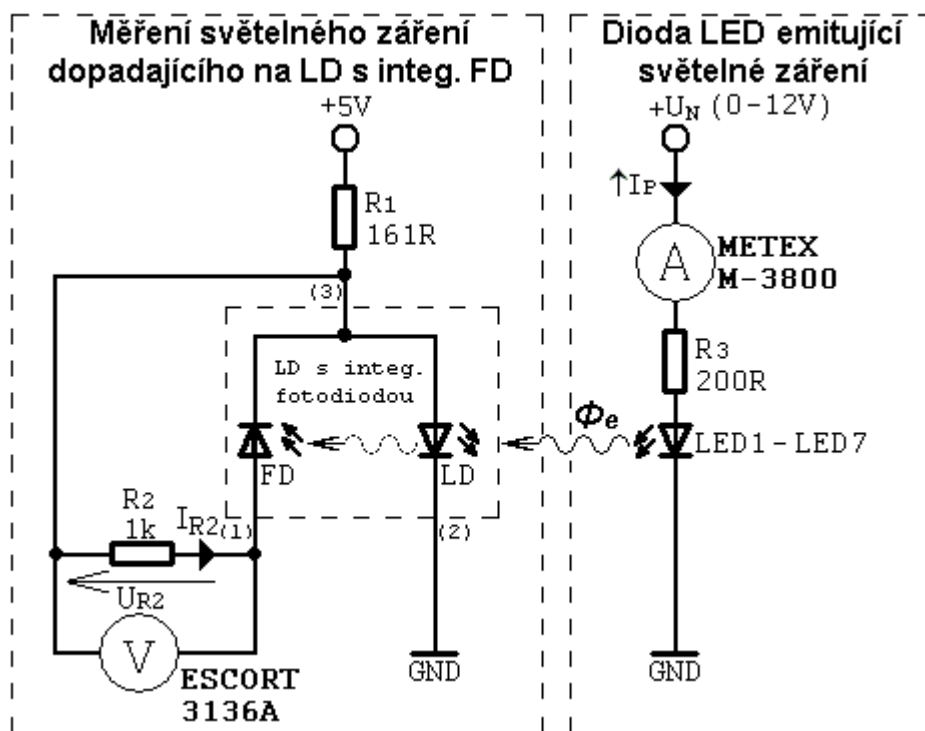 Měření světelného záření
dopadajícího na LD s integ. FD
+5V
R1
161R
(3)
LD s integ.
fotodiodou
FD
LD
R2
1k
IR2
(1)
(2)
UR2
V
ESCORT
3136A
GND
Dioda LED emitující
světelné záření
+UN (0-12V)
↑IP
A
METEX
M-3800
R3
200R
Φe
LED1-LED7
GND